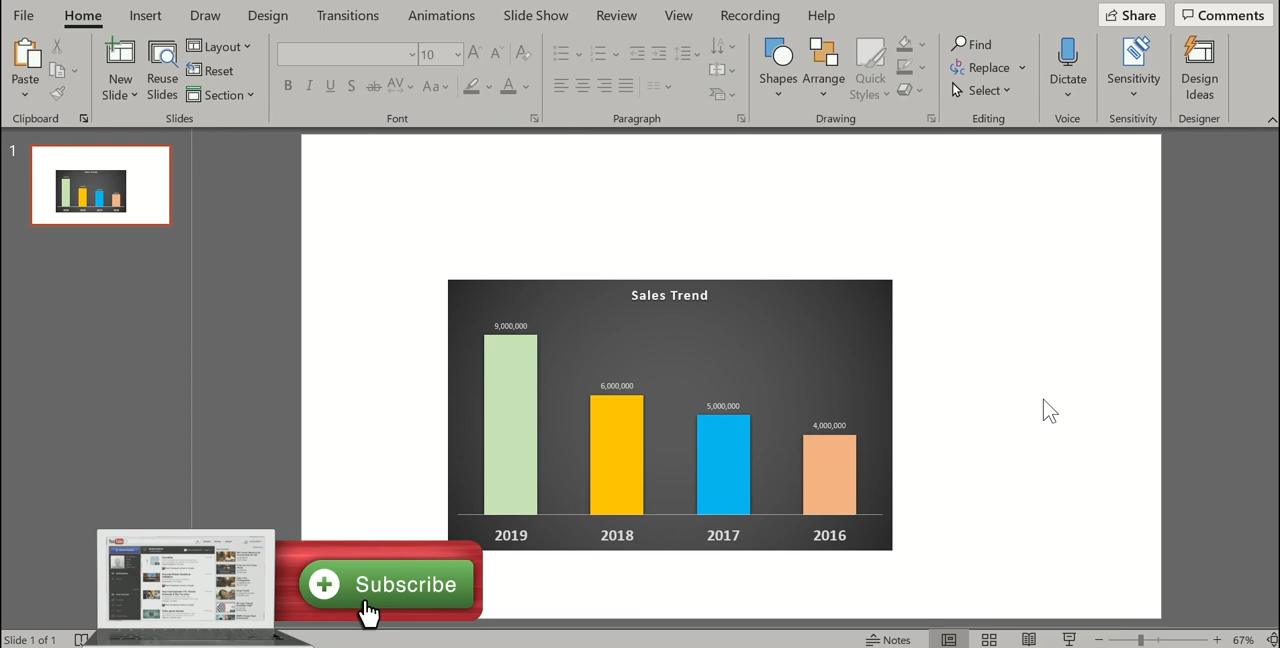 File Home Insert Draw Design Transitions Animations Slide Show Review View Recording Help Share Comments
Paste
Clipboard
New
Slide
Reuse
Slides
Layout
Reset
Section
Slides
10
B I U S ab AV Aa A
Font
Paragraph
Shapes
Arrange
Quick
Styles
Drawing
Find
Replace
Select
Editing
Dictate
Voice
Sensitivity
Sensitivity
Design
Ideas
Designer
1
Sales Trend
9,000,000
6,000,000
5,000,000
4,000,000
2019 2018 2017 2016
Subscribe
Slide 1 of 1
Notes
67%